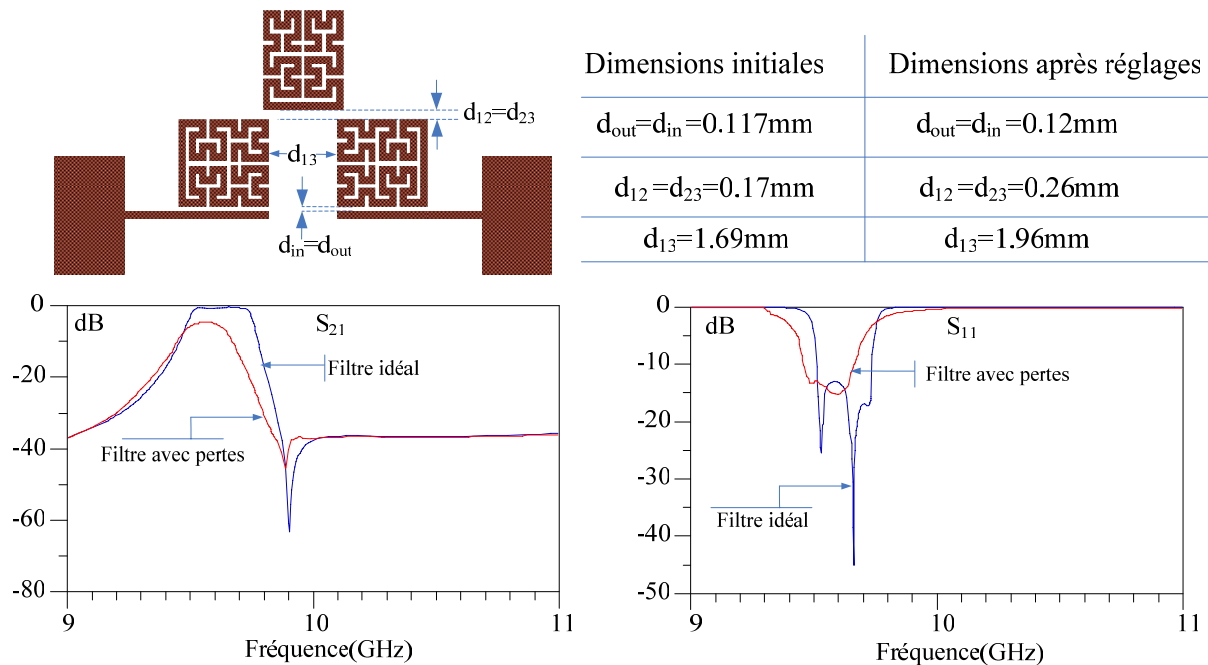 d12=d23
d13
din=dout
Dimensions initiales
Dimensions après réglages
dout=din=0.117mm
dout=din=0.12mm
d12=d23=0.17mm
d12=d23=0.26mm
d13=1.69mm
d13=1.96mm
0
-20
-40
-60
-80
dB
S21
Filtre idéal
Filtre avec pertes
9
10
11
Fréquence(GHz)
0
-10
-20
-30
-40
-50
dB
S11
Filtre avec pertes
Filtre idéal
9
10
11
Fréquence(GHz)